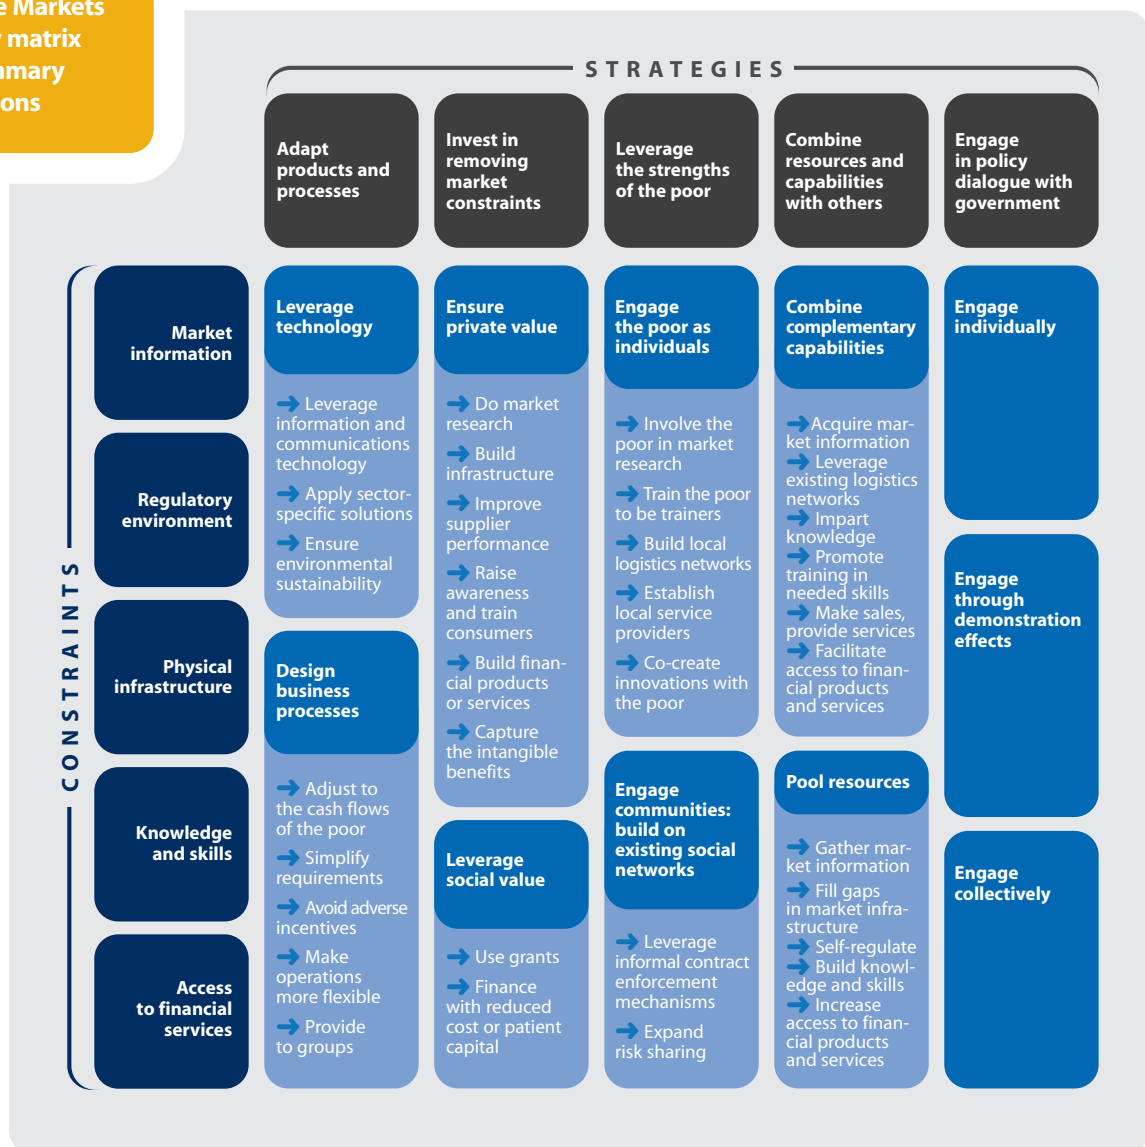 e Markets
y matrix
mary
ons
STRATEGIES
Adapt
products and
processes
Invest in
removing
market
constraints
Leverage
the strengths
of the poor
Combine
resources and
capabilities
with others
Engage
in policy
dialogue with
government
CONSTRAINTS
Market
information
Regulatory
environment
Physical
infrastructure
Knowledge
and skills
Access
to financial
services
Leverage
technology
→ Leverage
information and
communications
technology
→ Apply sector-
specific solutions
→ Ensure
environmental
sustainability
Design
business
processes
→ Adjust to
the cash flows
of the poor
→ Simplify
requirements
→ Avoid adverse
incentives
→ Make
operations
more flexible
→ Provide
to groups
Ensure
private value
→ Do market
research
→ Build
infrastructure
→ Improve
supplier
performance
→ Raise
awareness
and train
consumers
→ Build finan-
cial products
or services
→ Capture
the intangible
benefits
Leverage
social value
→ Use grants
→ Finance
with reduced
cost or patient
capital
Engage
the poor as
individuals
→ Involve the
poor in market
research
→ Train the poor
to be trainers
→ Build local
logistics networks
→ Establish
local service
providers
→ Co-create
innovations with
the poor
Engage
communities:
build on
existing social
networks
→ Leverage
informal contract
enforcement
mechanisms
→ Expand
risk sharing
Combine
complementary
capabilities
→Acquire mar-
ket information
→ Leverage
existing logistics
networks
→ Impart
knowledge
→ Promote
training in
needed skills
→ Make sales,
provide services
→ Facilitate
access to finan-
cial products
and services
Pool resources
→ Gather mar-
ket information
→ Fill gaps
in market infra-
structure
→ Self-regulate
→ Build knowl-
edge and skills
→ Increase
access to finan-
cial products
and services
Engage
individually
Engage
through
demonstration
effects
Engage
collectively